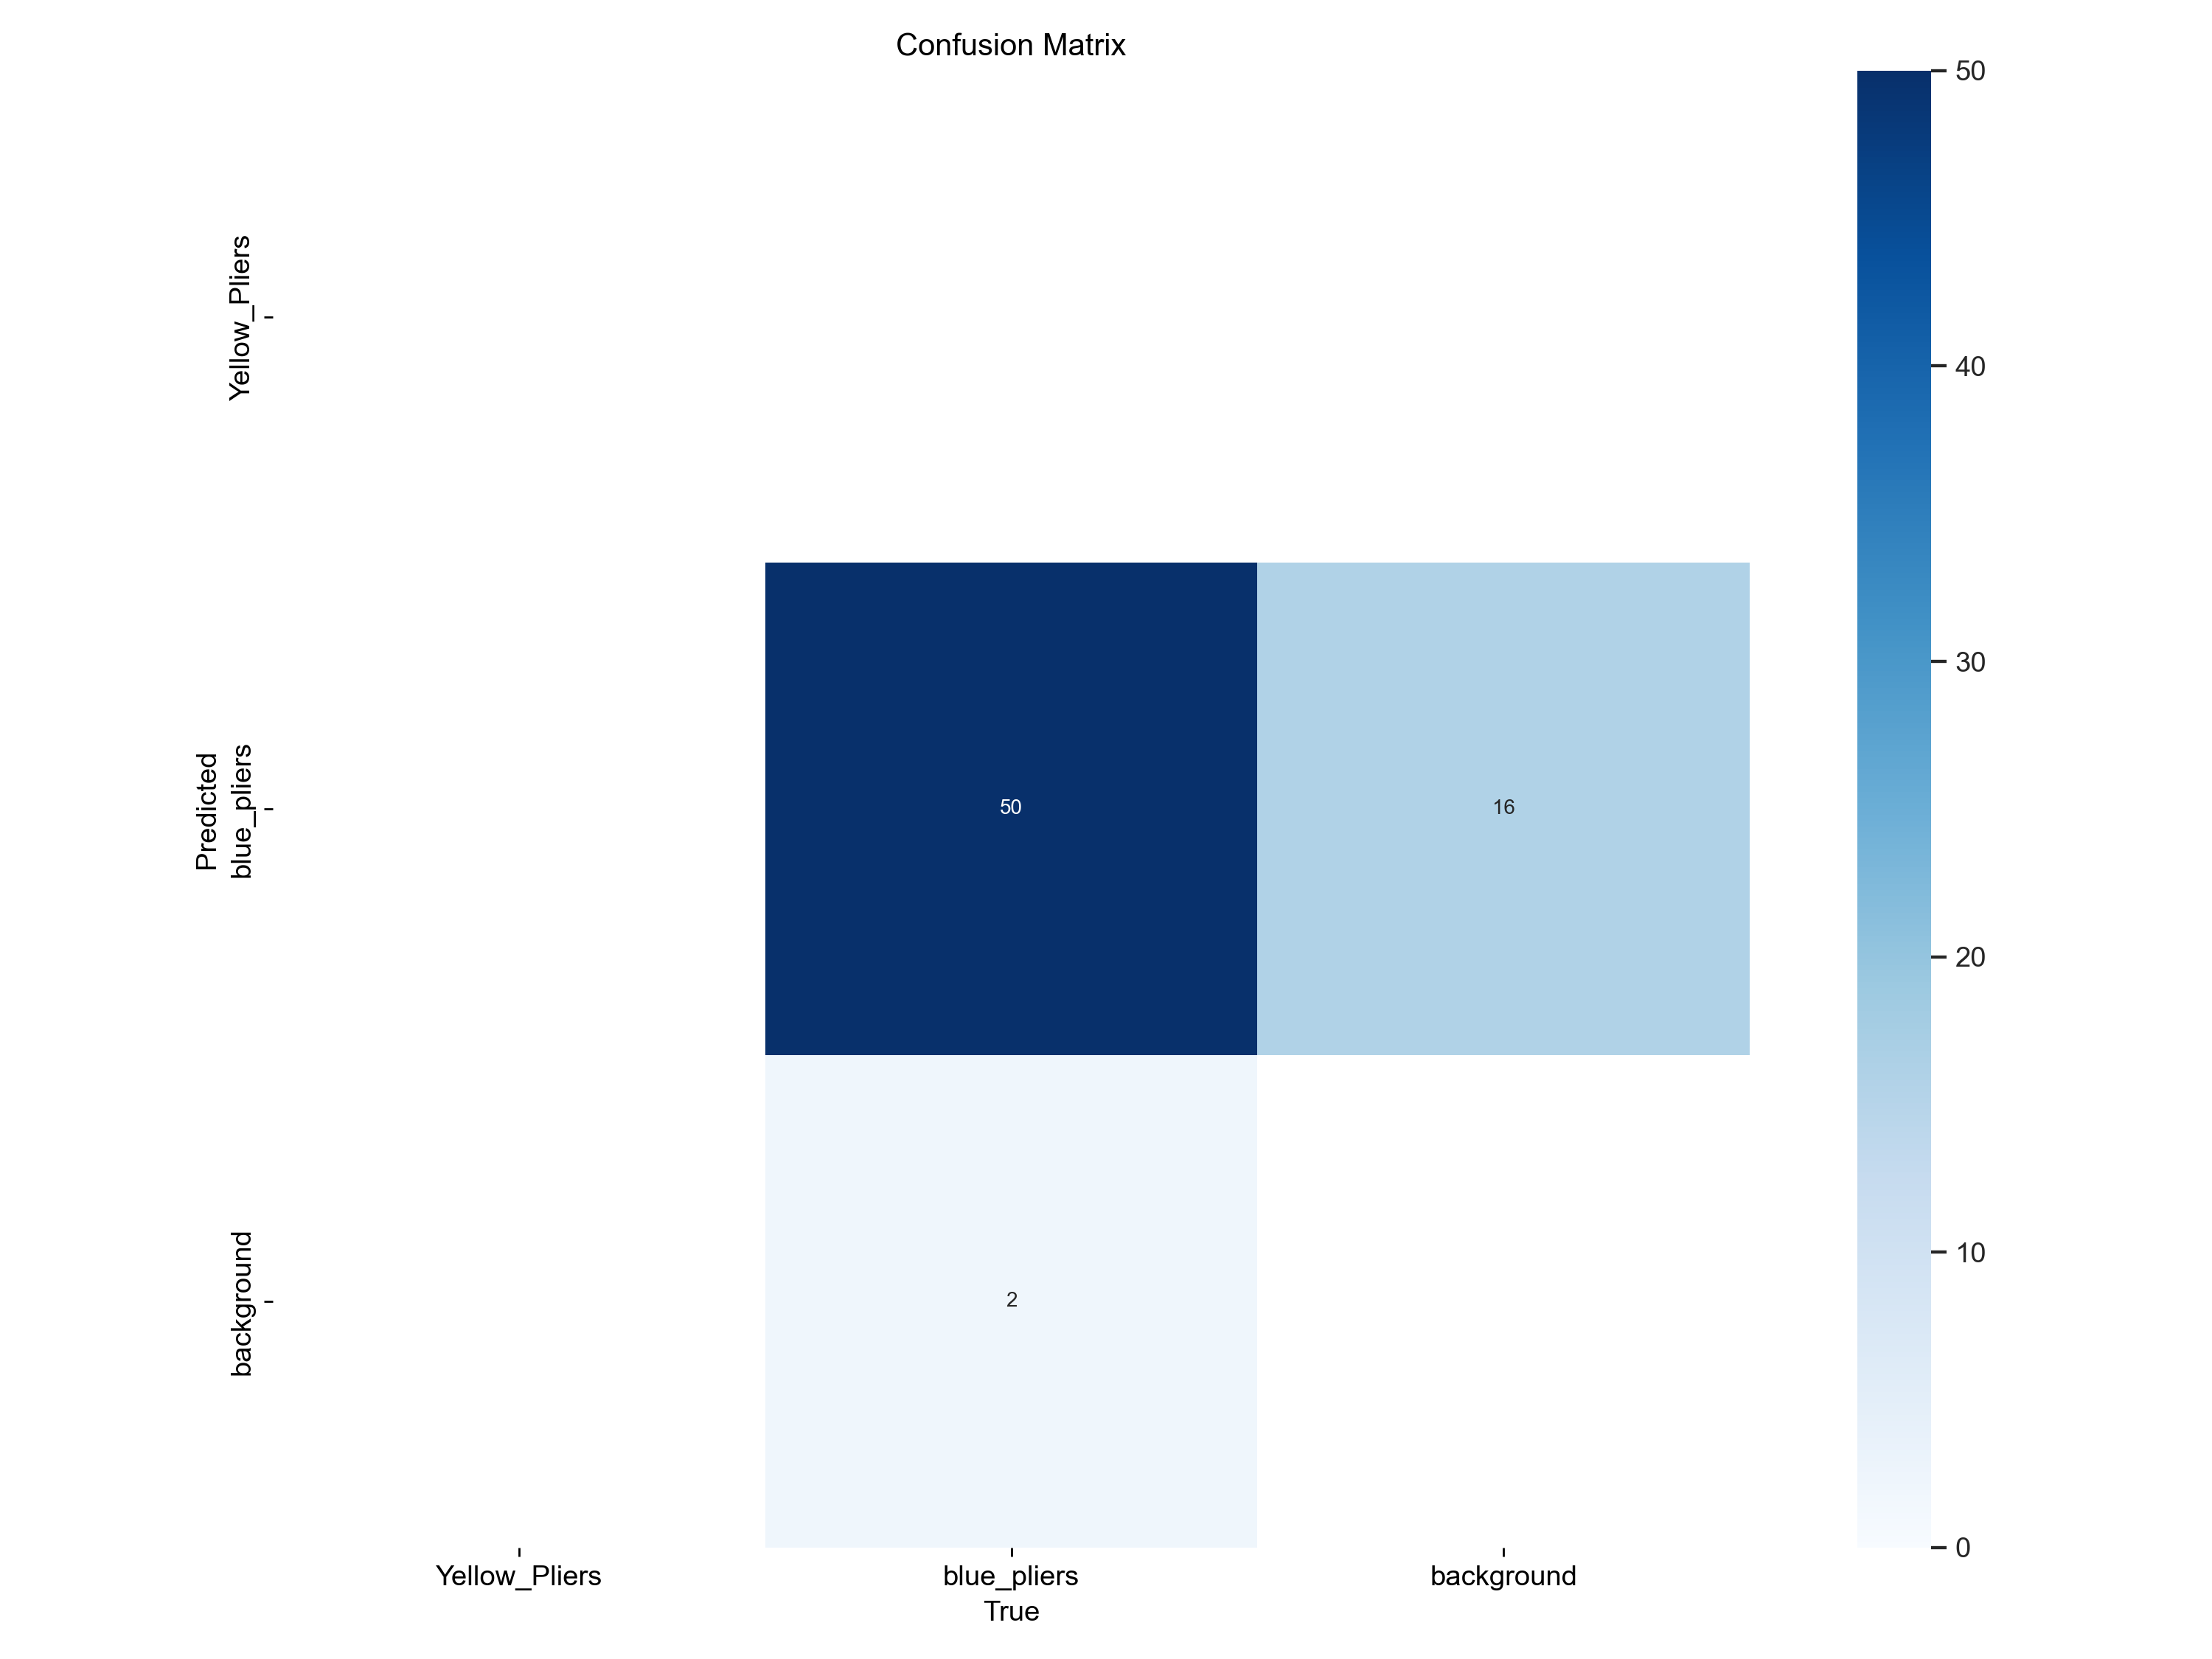 Confusion Matrix
Yellow_Pliers
blue_pliers
background
Predicted
50
16
2
Yellow_Pliers
blue_pliers
background
True
50
40
30
20
10
0